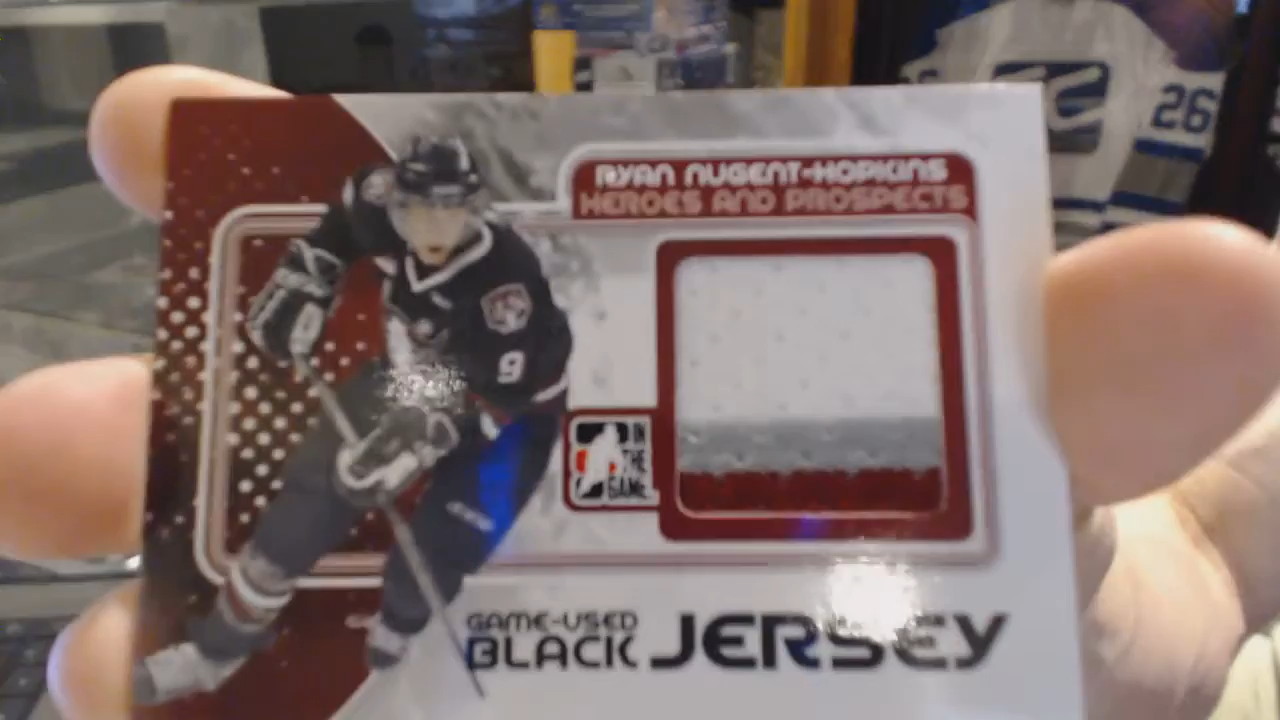 RYAN NUGENT-HOPKINS
HEROES AND PROSPECTS
26
9
IN
THE
GAME
GAME-USED
BLACK JERSEY